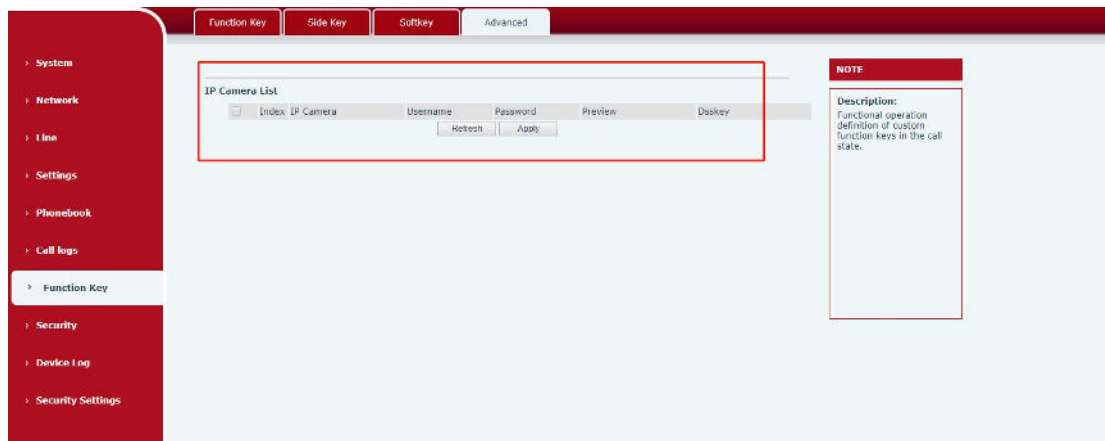 Function Key Side Key Softkey Advanced
› System
› Network
› Line
› Settings
› Phonebook
› Call logs
› Function Key
› Security
› Device Log
› Security Settings
IP Camera List
Index IP Camera Username Password Preview Dsskey
Refresh Apply
NOTE
Description:
Functional operation
definition of custom
function keys in the call
state.